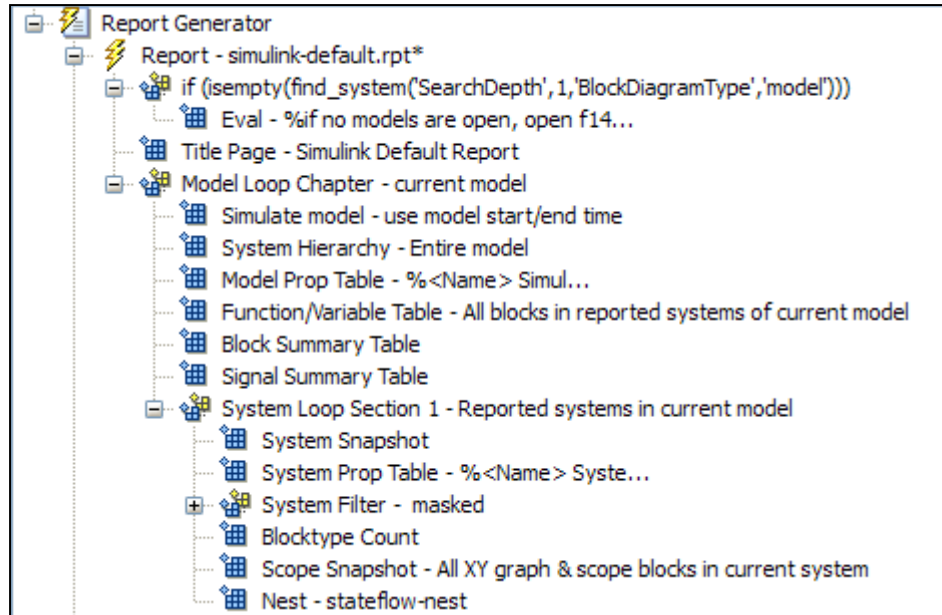 Report Generator
Report - simulink-default.rpt*
if (isempty(find_system('SearchDepth',1,'BlockDiagramType','model')))
Eval - %if no models are open, open f14...
Title Page - Simulink Default Report
Model Loop Chapter - current model
Simulate model - use model start/end time
System Hierarchy - Entire model
Model Prop Table - %<Name> Simul...
Function/Variable Table - All blocks in reported systems of current model
Block Summary Table
Signal Summary Table
System Loop Section 1 - Reported systems in current model
System Snapshot
System Prop Table - %<Name> Syste...
System Filter - masked
Blocktype Count
Scope Snapshot - All XY graph & scope blocks in current system
Nest - stateflow-nest